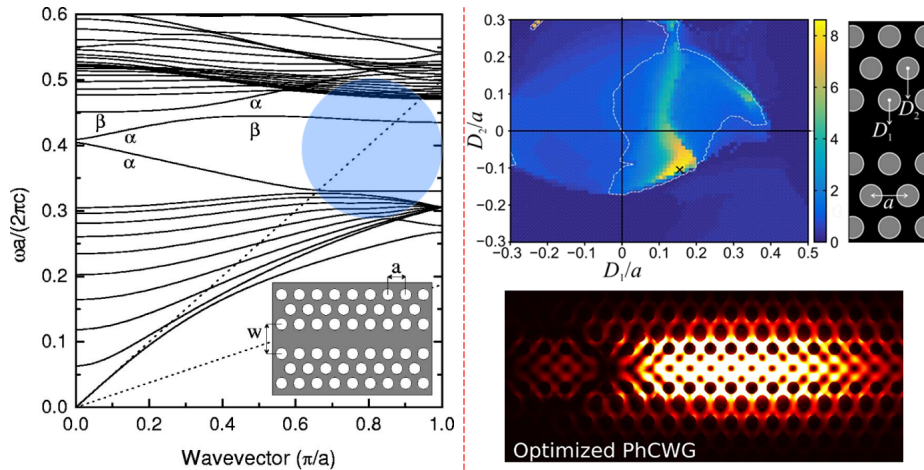 ωa/(2πc)
0.6
0.5
0.4
0.3
0.2
0.1
0.0
α
β
α
β
α
a
w
0.0 0.2 0.4 0.6 0.8 1.0
Wavevector (π/a)
D2/a
0.3
0.2
0.1
0
-0.1
-0.2
-0.3
-0.3 -0.2 -0.1 0 0.1 0.2 0.3 0.4 0.5
D1/a
8
6
4
2
0
D2
D1
a
Optimized PhCWG